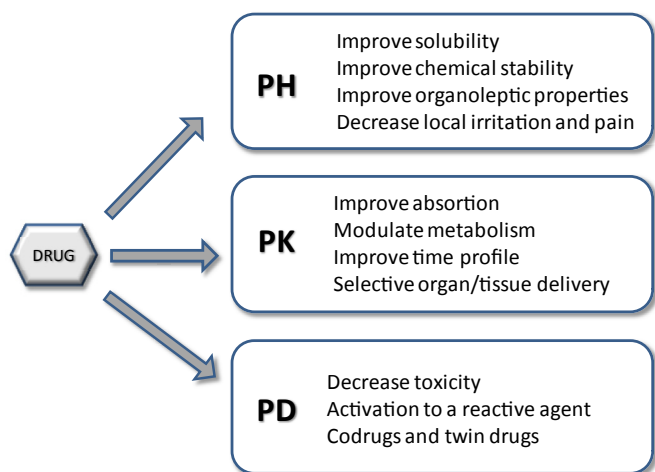 Improve solubility
Improve chemical stability
PH
Improve organoleptic properties
Decrease local irritation and pain
Improve absortion
Modulate metabolism
PK
Improve time profile
Selective organ/tissue delivery
DRUG
Decrease toxicity
PD
Activation to a reactive agent
Codrugs and twin drugs